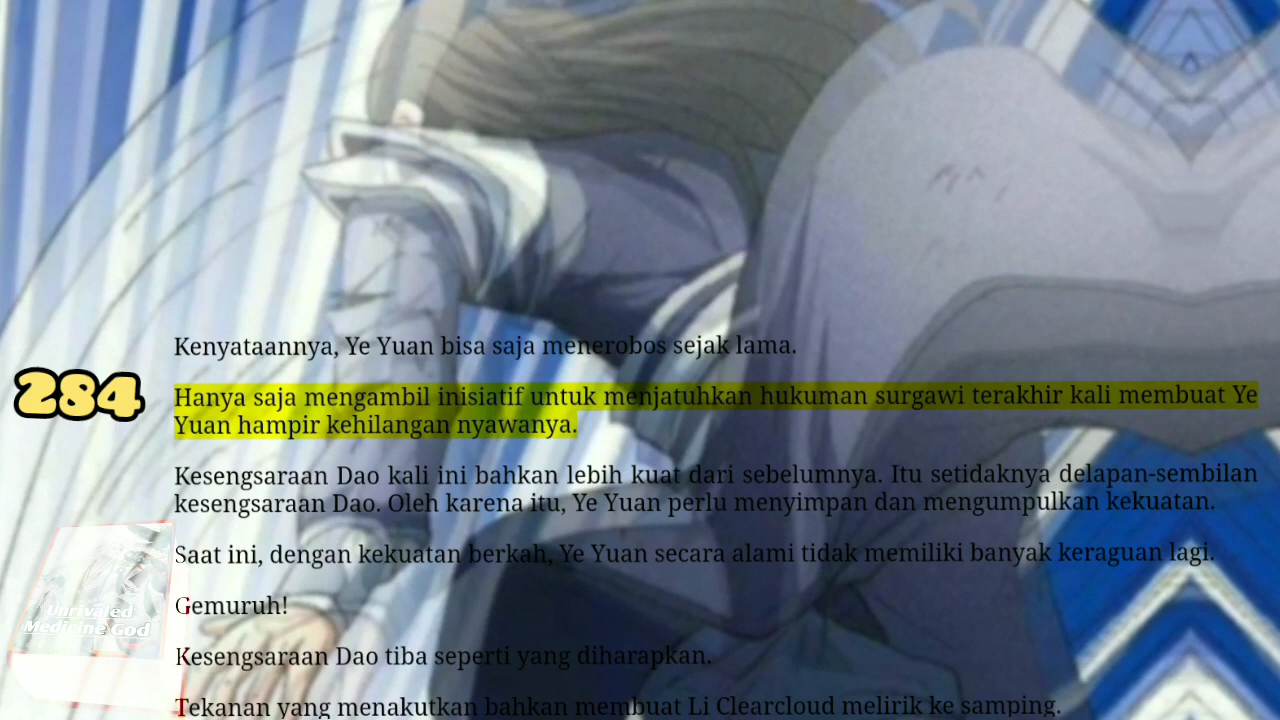 Kenyataannya, Ye Yuan bisa saja menerobos sejak lama.
284
Hanya saja mengambil inisiatif untuk menjatuhkan hukuman surgawi terakhir kali membuat Ye
Yuan hampir kehilangan nyawanya.
Kesengsaraan Dao kali ini bahkan lebih kuat dari sebelumnya. Itu setidaknya delapan-sembilan
kesengsaraan Dao. Oleh karena itu, Ye Yuan perlu menyimpan dan mengumpulkan kekuatan.
Saat ini, dengan kekuatan berkah, Ye Yuan secara alami tidak memiliki banyak keraguan lagi.
Gemuruh!
Unrivaled
Medicine God
Kesengsaraan Dao tiba seperti yang diharapkan.
Tekanan yang menakutkan bahkan membuat Li Clearcloud melirik ke samping.